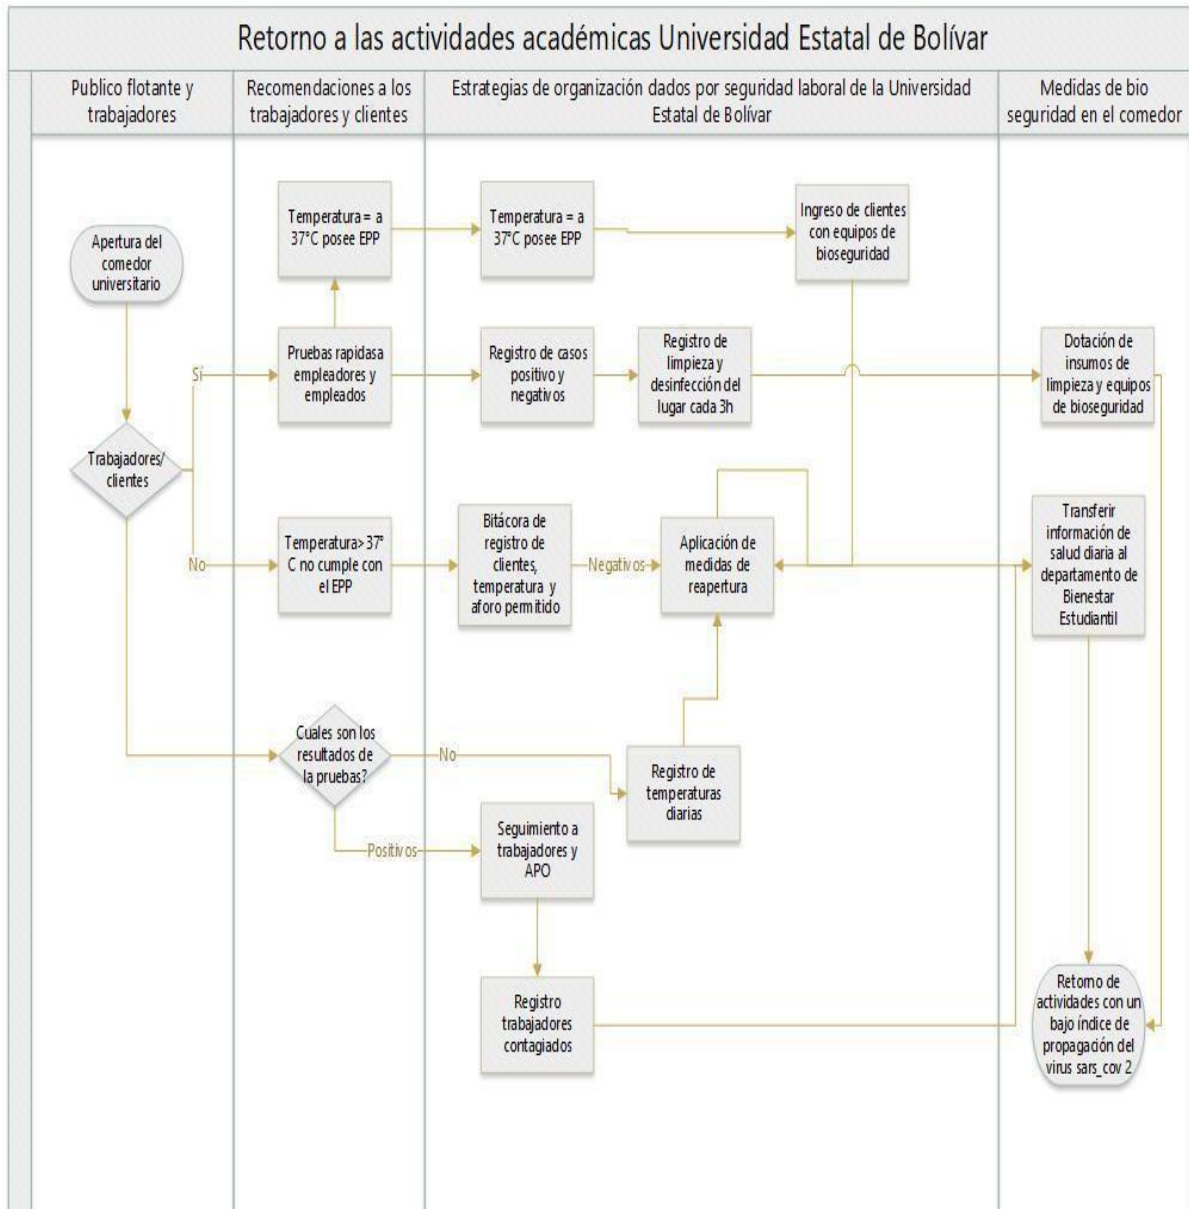 Retorno a las actividades académicas Universidad Estatal de Bolívar
Publico flotante y
trabajadores
Recomendaciones a los
trabajadores y clientes
Estrategias de organización dados por seguridad laboral de la Universidad
Estatal de Bolívar
Medidas de bio
seguridad en el comedor
Apertura del
comedor
universitario
Temperatura = a
37°C posee EPP
Temperatura = a
37°C posee EPP
Ingreso de clientes
con equipos de
bioseguridad
Sí
Pruebas rapidasa
empleadores y
empleados
Registro de casos
positivo y
negativos
Registro de
limpieza y
desinfección del
lugar cada 3h
Dotación de
insumos de
limpieza y equipos
de bioseguridad
Trabajadores/
clientes
No
Temperatura>37°
C no cumple con
el EPP
Bitácora de
registro de
clientes,
temperatura y
aforo permitido
Negativos
Aplicación de
medidas de
reapertura
Transferir
información de
salud diaria al
departamento de
Bienestar
Estudiantil
Cuales son los
resultados de
la pruebas?
No
Registro de
temperaturas
diarias
Positivos
Seguimiento a
trabajadores y
APO
Registro
trabajadores
contagiados
Retorno de
actividades con un
bajo índice de
propagación del
virus sars_cov 2